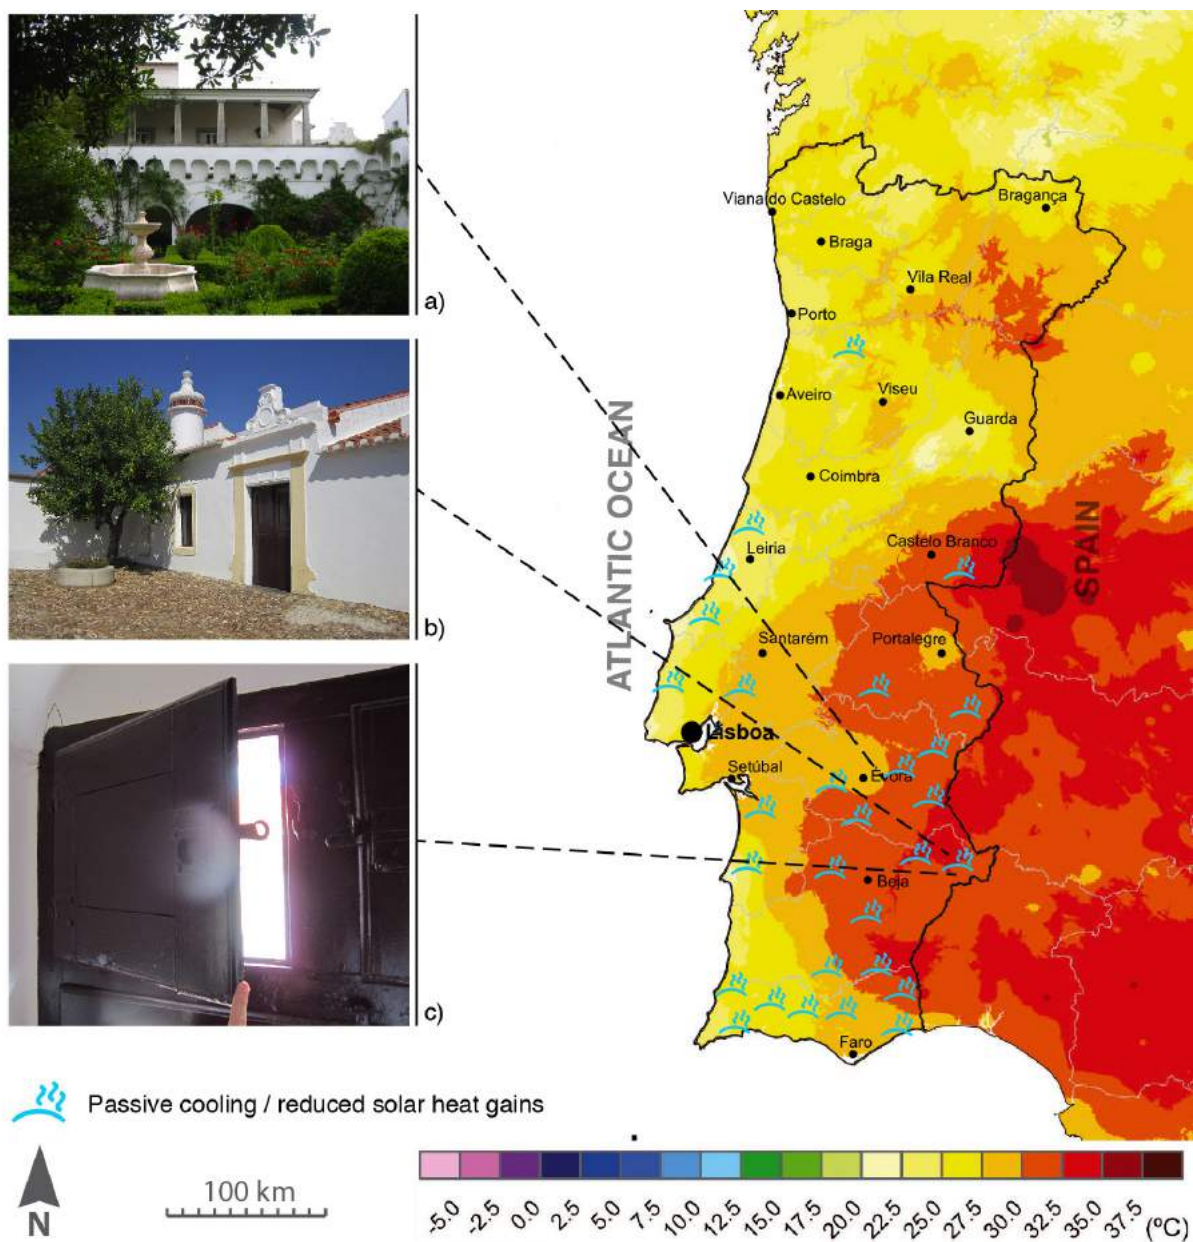 a)
b)
c)
Viana do Castelo
Bragança
Braga
Vila Real
Porto
Aveiro
Viseu
Guarda
Coimbra
ATLANTIC OCEAN
Leiria
Castelo Branco
SPAIN
Santarém
Portalegre
Lisboa
Setúbal
Évora
Beja
Faro
Passive cooling / reduced solar heat gains
N
100 km
-5.0 -2.5 0.0 2.5 5.0 7.5 10.0 12.5 15.0 17.5 20.0 22.5 25.0 27.5 30.0 32.5 35.0 37.5 (ºC)